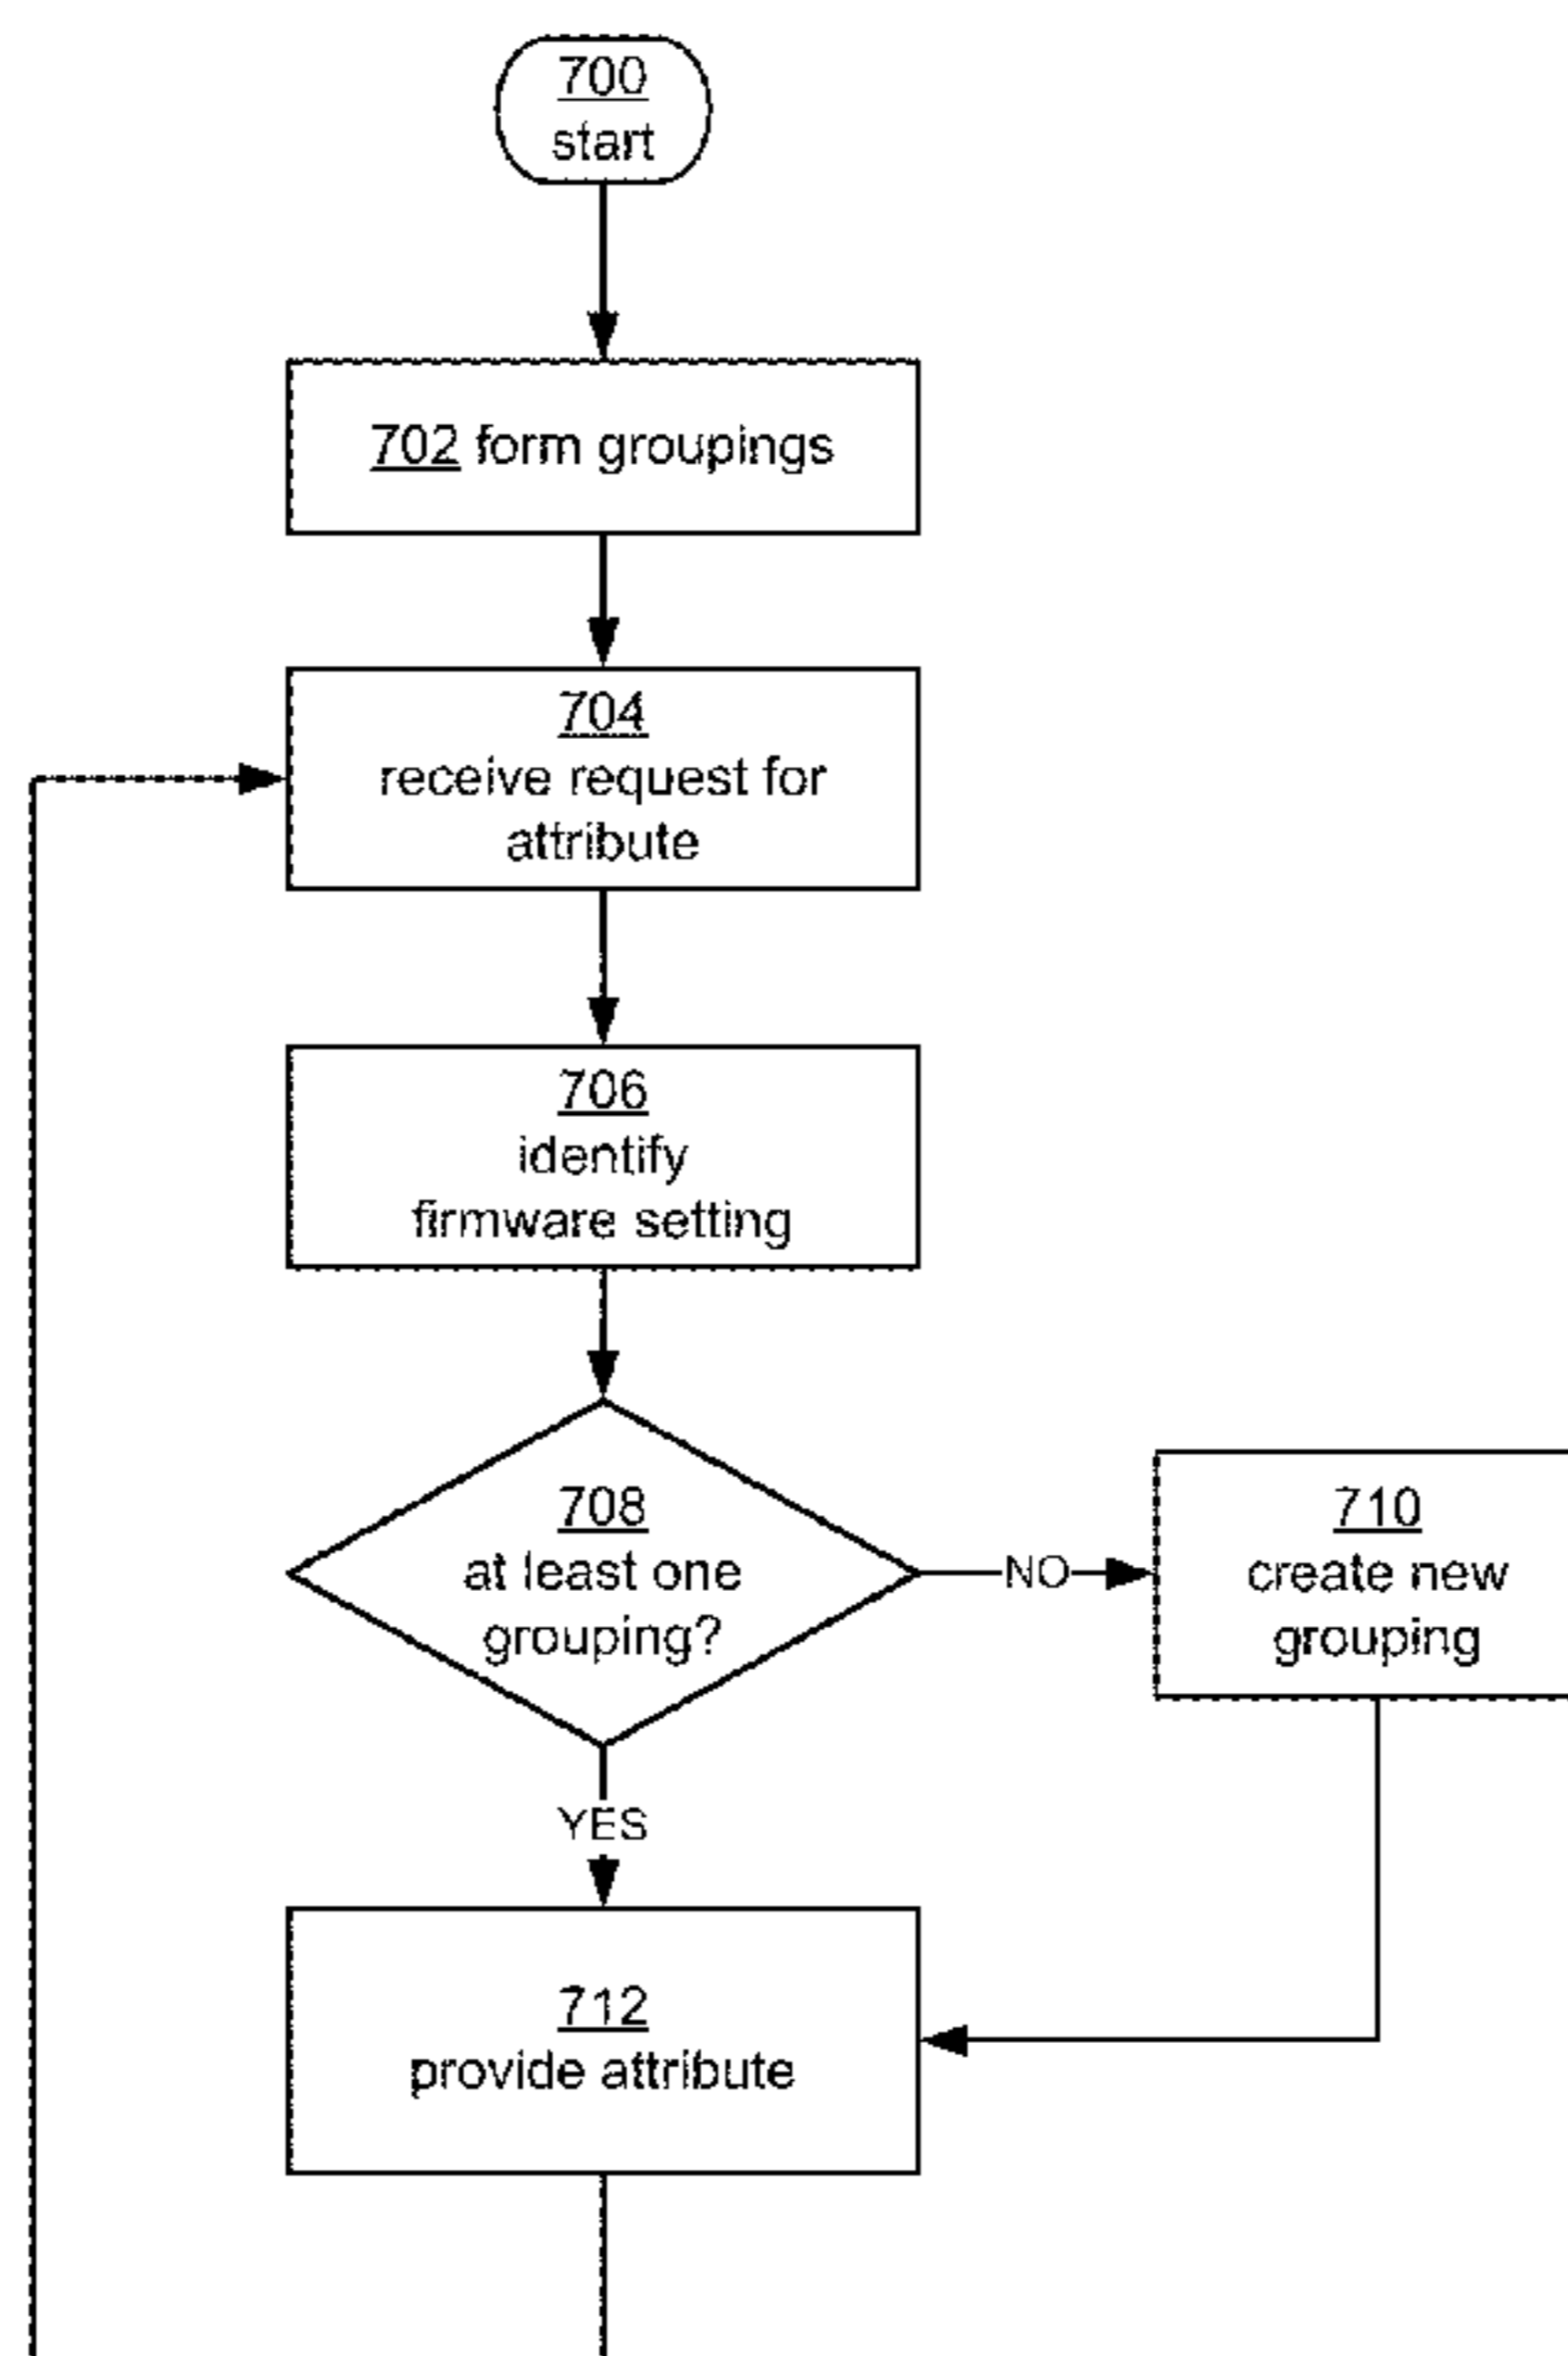 700
start
702 form groupings
704
receive request for
attribute
706
identify
firmware setting
708
at least one
grouping?
NO
710
create new
grouping
YES
712
provide attribute